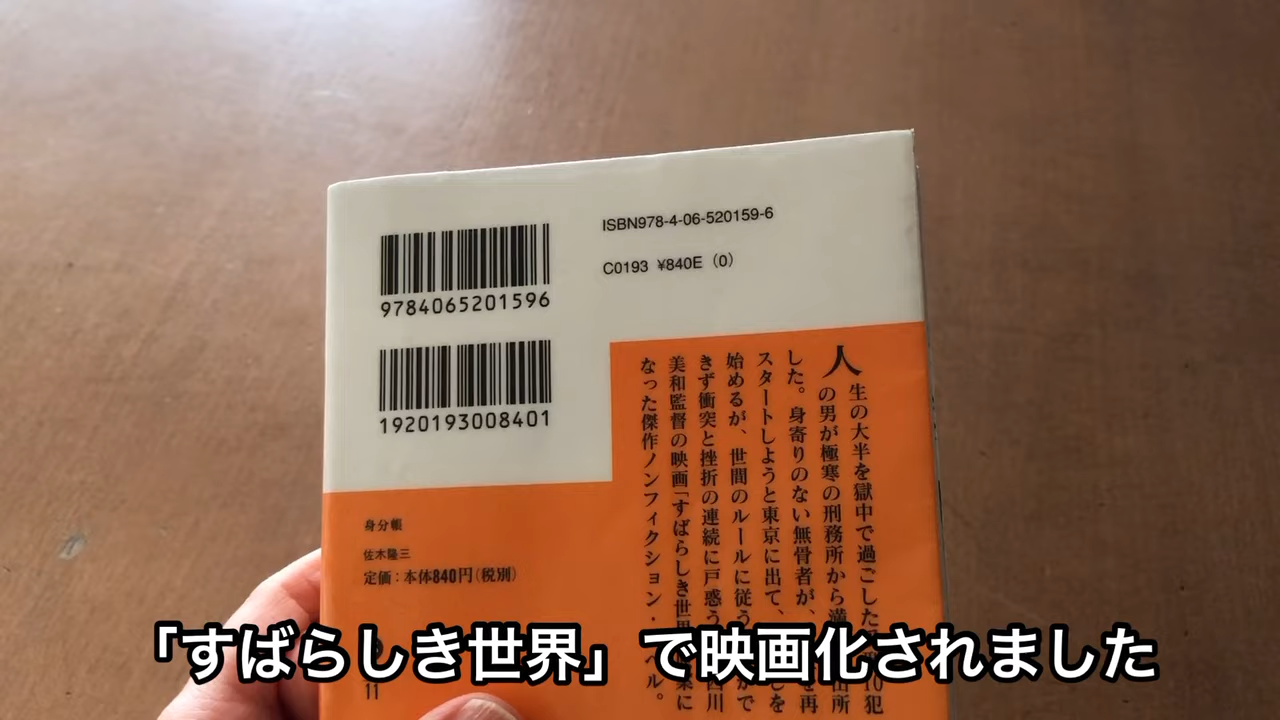 ISBN978-4-06-520159-6
C0193 ¥840E (0)
9784065201596
1920193008401
人生の大半を獄中で過ごした
の男が極寒の刑務所から満
した。身寄りのない無骨者が、
スタートしようと東京に出て、
始めるが、世間のルールに従う
きず衝突と挫折の連続に戸惑う
美和監督の映画「すばらしき世
なった傑作ノンフィクション・
身分帳
佐木隆三
定価:本体840円(税別)
11
「すばらしき世界」で映画化されました